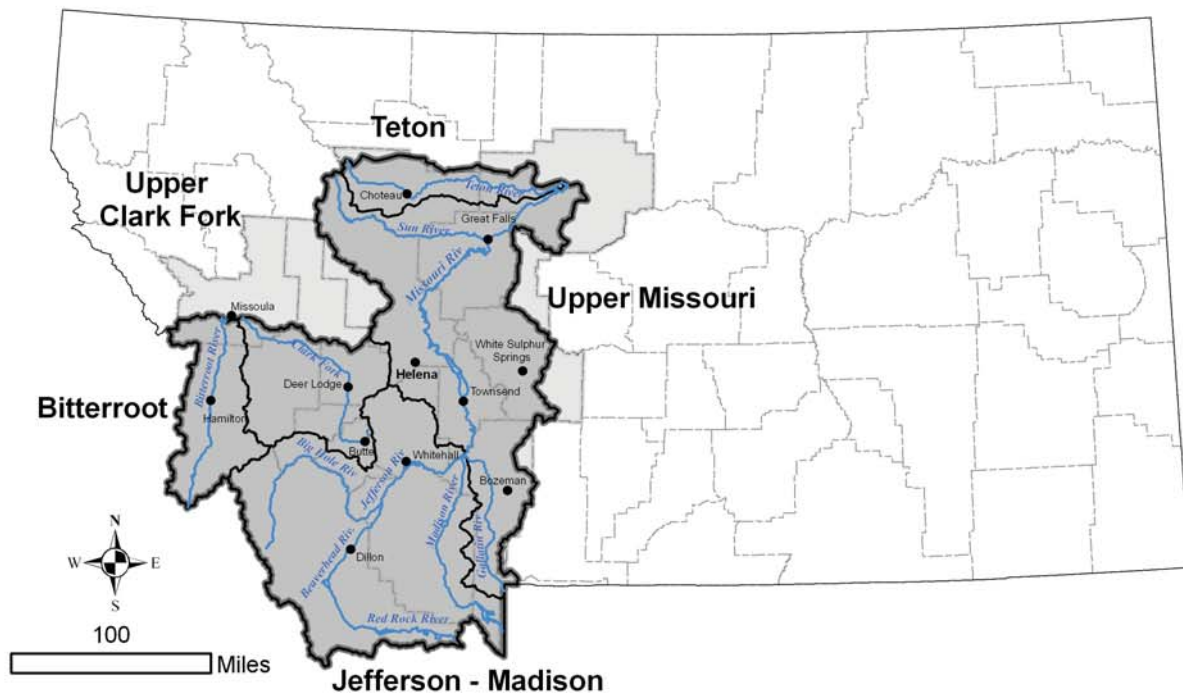 Teton
Upper
Clark Fork
Choteau
Teton River
Great Falls
Sun River
Missouri Riv
Upper Missouri
Missoula
Clark Fork
White Sulphur
Springs
Helena
Deer Lodge
Townsend
Bitterroot River
Bitterroot
Hamilton
Butte
Big Hole Riv
Whitehall
Jefferson Riv
Bozeman
Madison River
Gallatin Riv
Beaverhead Riv.
Dillon
N
W
E
S
Red Rock River
100
Miles
Jefferson - Madison